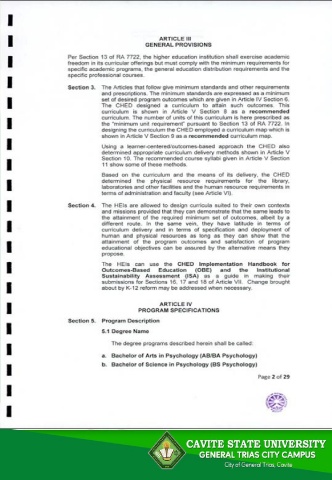 ARTICLE III
GENERAL PROVISIONS
Per Section 13 of RA 7722, the higher education institution shall exercise academic
freedom in its curricular offerings but must comply with the minimum requirements for
specific academic programs, the general education distribution requirements and the
specific professional courses.
Section 3. The Articles that follow give minimum standards and other requirements
and prescriptions. The minimum standards are expressed as a minimum
set of desired program outcomes which are given in Article IV Section 6.
The CHED designed a curriculum to attain such outcomes. This
curriculum is shown in Article V Section 9 as a recommended
curriculum. The number of units of this curriculum is here prescribed as
the "minimum unit requirement" pursuant to Section 13 of RA 7722. In
designing the curriculum the CHED employed a curriculum map which is
shown in Article V Section 9 as a recommended curriculum map.
Using a learner-centered/outcomes-based approach the CHED also
determined appropriate curriculum delivery methods shown in Article V
Section 10. The recommended course syllabi given in Article V Section
11 show some of these methods.
Based on the curriculum and the means of its delivery, the CHED
determined the physical resource requirements for the library,
laboratories and other facilities and the human resource requirements in
terms of administration and faculty (see Article VI).
Section 4. The HEIs are allowed to design curricula suited to their own contexts
and missions provided that they can demonstrate that the same leads to
the attainment of the required minimum set of outcomes, albeit by a
different route. In the same vein, they have latitude in terms of
curriculum delivery and in terms of specification and deployment of
human and physical resources as long as they can show that the
attainment of the program outcomes and satisfaction of program
educational objectives can be assured by the alternative means they
propose.
The HEIs can use the CHED Implementation Handbook for
Outcomes-Based Education (OBE) and the Institutional
Sustainability Assessment (ISA) as a guide in making their
submissions for Sections 16, 17 and 18 of Article VII. Change brought
about by K-12 reform may be addressed when necessary.
ARTICLE IV
PROGRAM SPECIFICATIONS
Section 5. Program Description
5.1 Degree Name
The degree programs described herein shall be called:
a. Bachelor of Arts in Psychology (AB/BA Psychology)
b. Bachelor of Science in Psychology (BS Psychology)
Page 2 of 29
CAVITE STATE UNIVERSITY
GENERAL TRIAS CITY CAMPUS
City of General Trias, Cavite